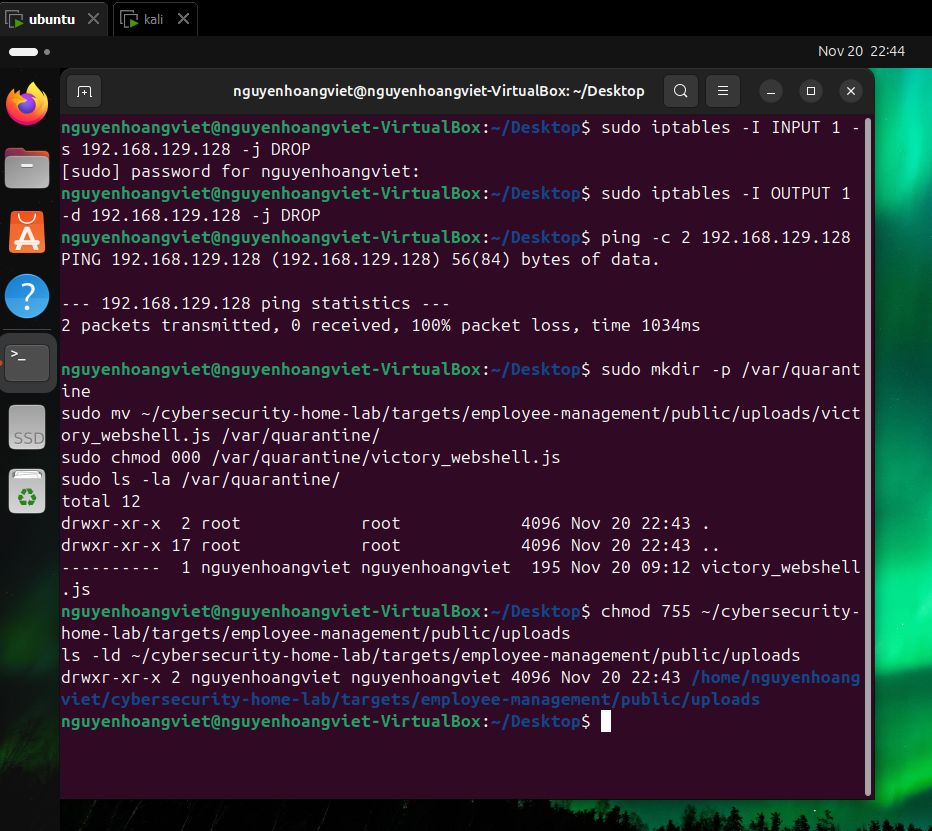 ubuntu
kali
Nov 20 22:44
nguyenhoangviet@nguyenhoangviet-VirtualBox: ~/Desktop
nguyenhoangviet@nguyenhoangviet-VirtualBox:~/Desktop$ sudo iptables -I INPUT 1 -
s 192.168.129.128 -j DROP
[sudo] password for nguyenhoangviet:
nguyenhoangviet@nguyenhoangviet-VirtualBox:~/Desktop$ sudo iptables -I OUTPUT 1
-d 192.168.129.128 -j DROP
nguyenhoangviet@nguyenhoangviet-VirtualBox:~/Desktop$ ping -c 2 192.168.129.128
PING 192.168.129.128 (192.168.129.128) 56(84) bytes of data.
--- 192.168.129.128 ping statistics ---
2 packets transmitted, 0 received, 100% packet loss, time 1034ms
nguyenhoangviet@nguyenhoangviet-VirtualBox:~/Desktop$ sudo mkdir -p /var/quarant
ine
sudo mv ~/cybersecurity-home-lab/targets/employee-management/public/uploads/vict
ory_webshell.js /var/quarantine/
sudo chmod 000 /var/quarantine/victory_webshell.js
sudo ls -la /var/quarantine/
total 12
drwxr-xr-x  2 root            root            4096 Nov 20 22:43 .
drwxr-xr-x 17 root            root            4096 Nov 20 22:43 ..
----------  1 nguyenhoangviet nguyenhoangviet  195 Nov 20 09:12 victory_webshell
.js
nguyenhoangviet@nguyenhoangviet-VirtualBox:~/Desktop$ chmod 755 ~/cybersecurity-
home-lab/targets/employee-management/public/uploads
ls -ld ~/cybersecurity-home-lab/targets/employee-management/public/uploads
drwxr-xr-x 2 nguyenhoangviet nguyenhoangviet 4096 Nov 20 22:43 /home/nguyenhoang
viet/cybersecurity-home-lab/targets/employee-management/public/uploads
nguyenhoangviet@nguyenhoangviet-VirtualBox:~/Desktop$
SSD